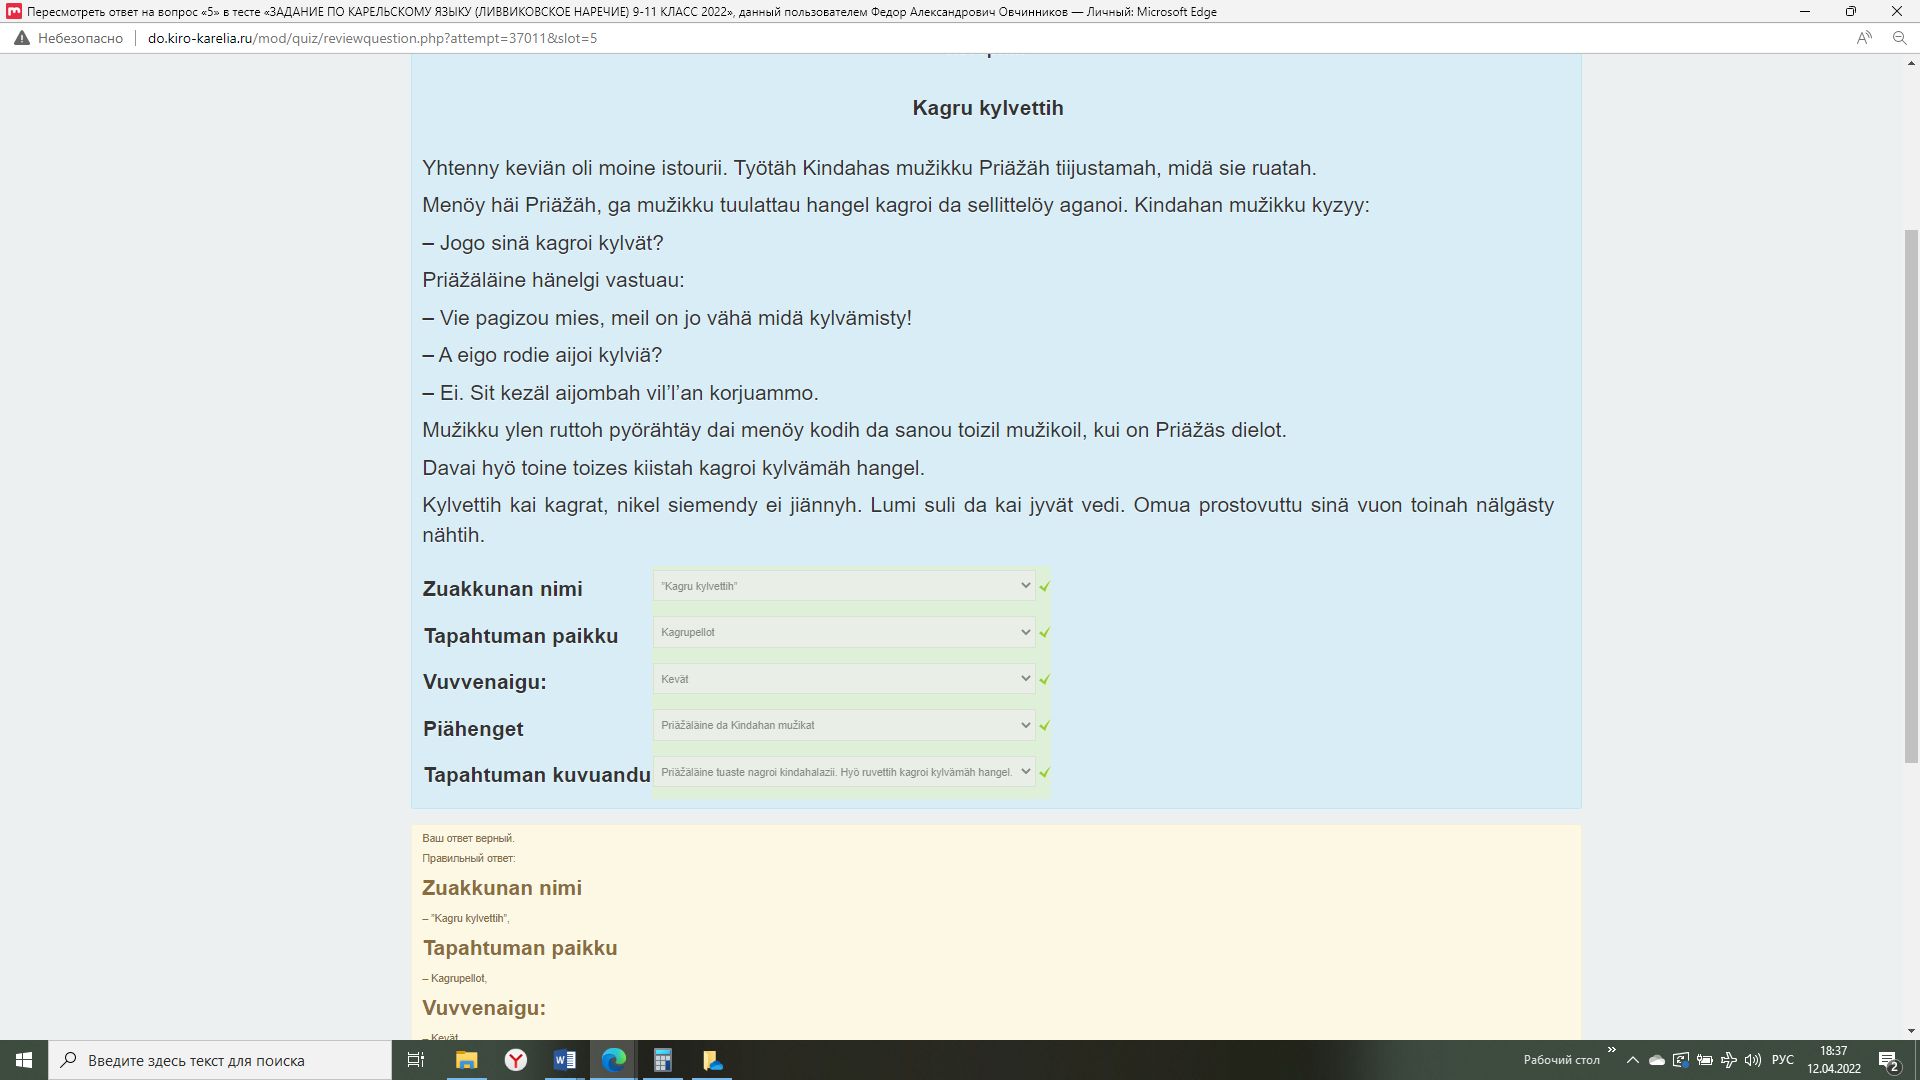 Пересмотреть ответ на вопрос «5» в тесте «ЗАДАНИЕ ПО КАРЕЛЬСКОМУ ЯЗЫКУ (ЛИВВИКОВСКОЕ НАРЕЧИЕ) 9-11 КЛАСС 2022», данный пользователем Федор Александрович Овчинников — Личный: Microsoft Edge
Небезопасно
do.kiro-karelia.ru/mod/quiz/reviewquestion.php?attempt=37011&slot=5
Kagru kylvettih
Yhtenny keviän oli moine istourii. Työtäh Kindahas mužikku Priäžäh tiijustamah, midä sie ruatah.
Menöy häi Priäžäh, ga mužikku tuulattau hangel kagroi da sellittelöy aganoi. Kindahan mužikku kyzyy:
– Jogo sinä kagroi kylvät?
Priäžäläine hänelgi vastuau:
– Vie pagizou mies, meil on jo vähä midä kylvämisty!
– A eigo rodie aijoi kylviä?
– Ei. Sit kezäl aijombah vil’l’an korjuammo.
Mužikku ylen ruttoh pyörähtäy dai menöy kodih da sanou toizil mužikoil, kui on Priäžäs dielot.
Davai hyö toine toizes kiistah kagroi kylvämäh hangel.
Kylvettih kai kagrat, nikel siemendy ei jiännyh. Lumi suli da kai jyvät vedi. Omua prostovuttu sinä vuon toinah nälgästy
nähtih.
Zuakkunan nimi
"Kagru kylvettih"
Tapahtuman paikku
Kagrupellot
Vuvvenaigu:
Kevät
Piähenget
Priäžäläine da Kindahan mužikat
Tapahtuman kuvuandu
Priäžäläine tuaste nagroi kindahalazii. Hyö ruvettih kagroi kylvämäh hangel.
Ваш ответ верный.
Правильный ответ:
Zuakkunan nimi
– "Kagru kylvettih",
Tapahtuman paikku
– Kagrupellot,
Vuvvenaigu:
– Kevät
Введите здесь текст для поиска
Рабочий стол
»
РУС
18:37
12.04.2022
2